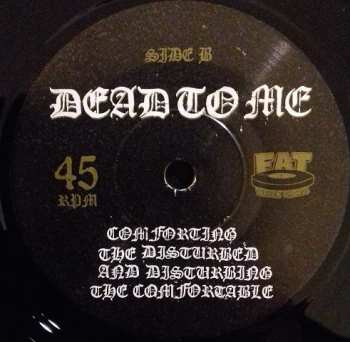 SIDE B
DEAD TO ME
45
RPM
FAT
COMFORTING
THE DISTURBED
AND DISTURBING
THE COMFORTABLE